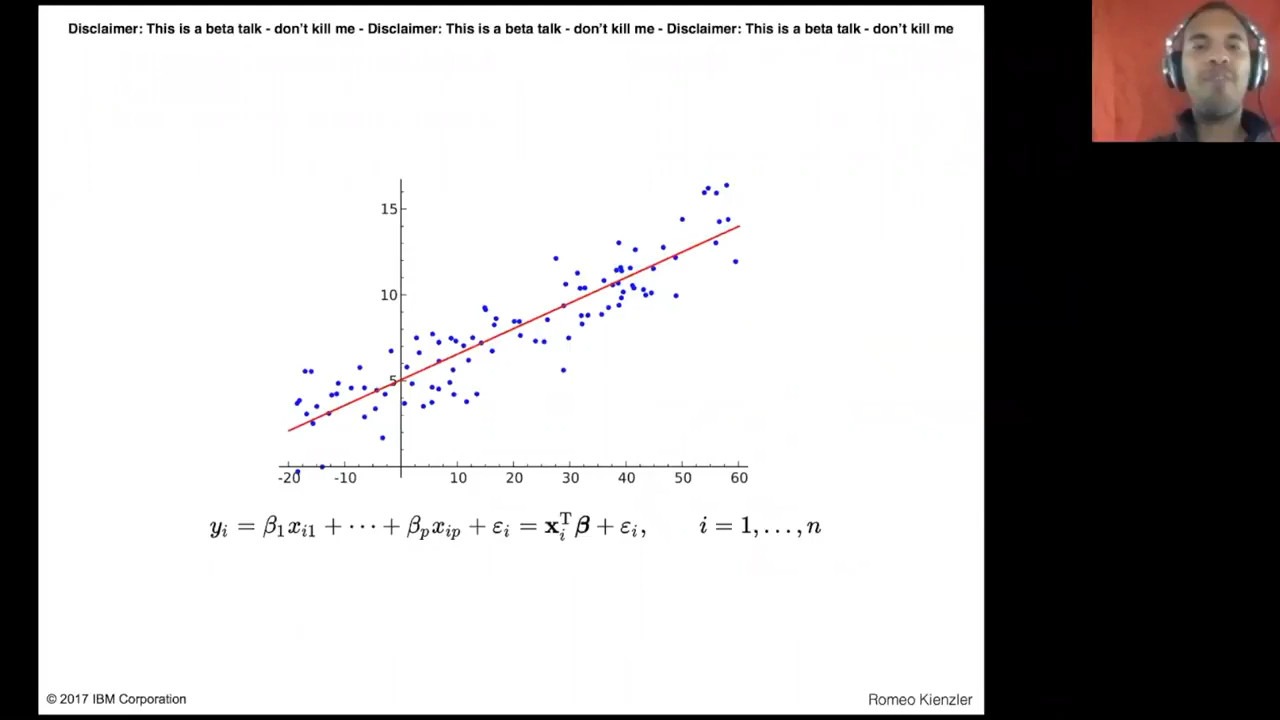 Disclaimer: This is a beta talk - don't kill me - Disclaimer: This is a beta talk - don't kill me - Disclaimer: This is a beta talk - don't kill me
15
10
5
-20 -10 10 20 30 40 50 60
yᵢ = β₁xᵢ₁ + ⋯ + βₚxᵢₚ + εᵢ = 𝐱ᵢᵀ𝛃 + εᵢ, i = 1, . . . , n
© 2017 IBM Corporation Romeo Kienzler